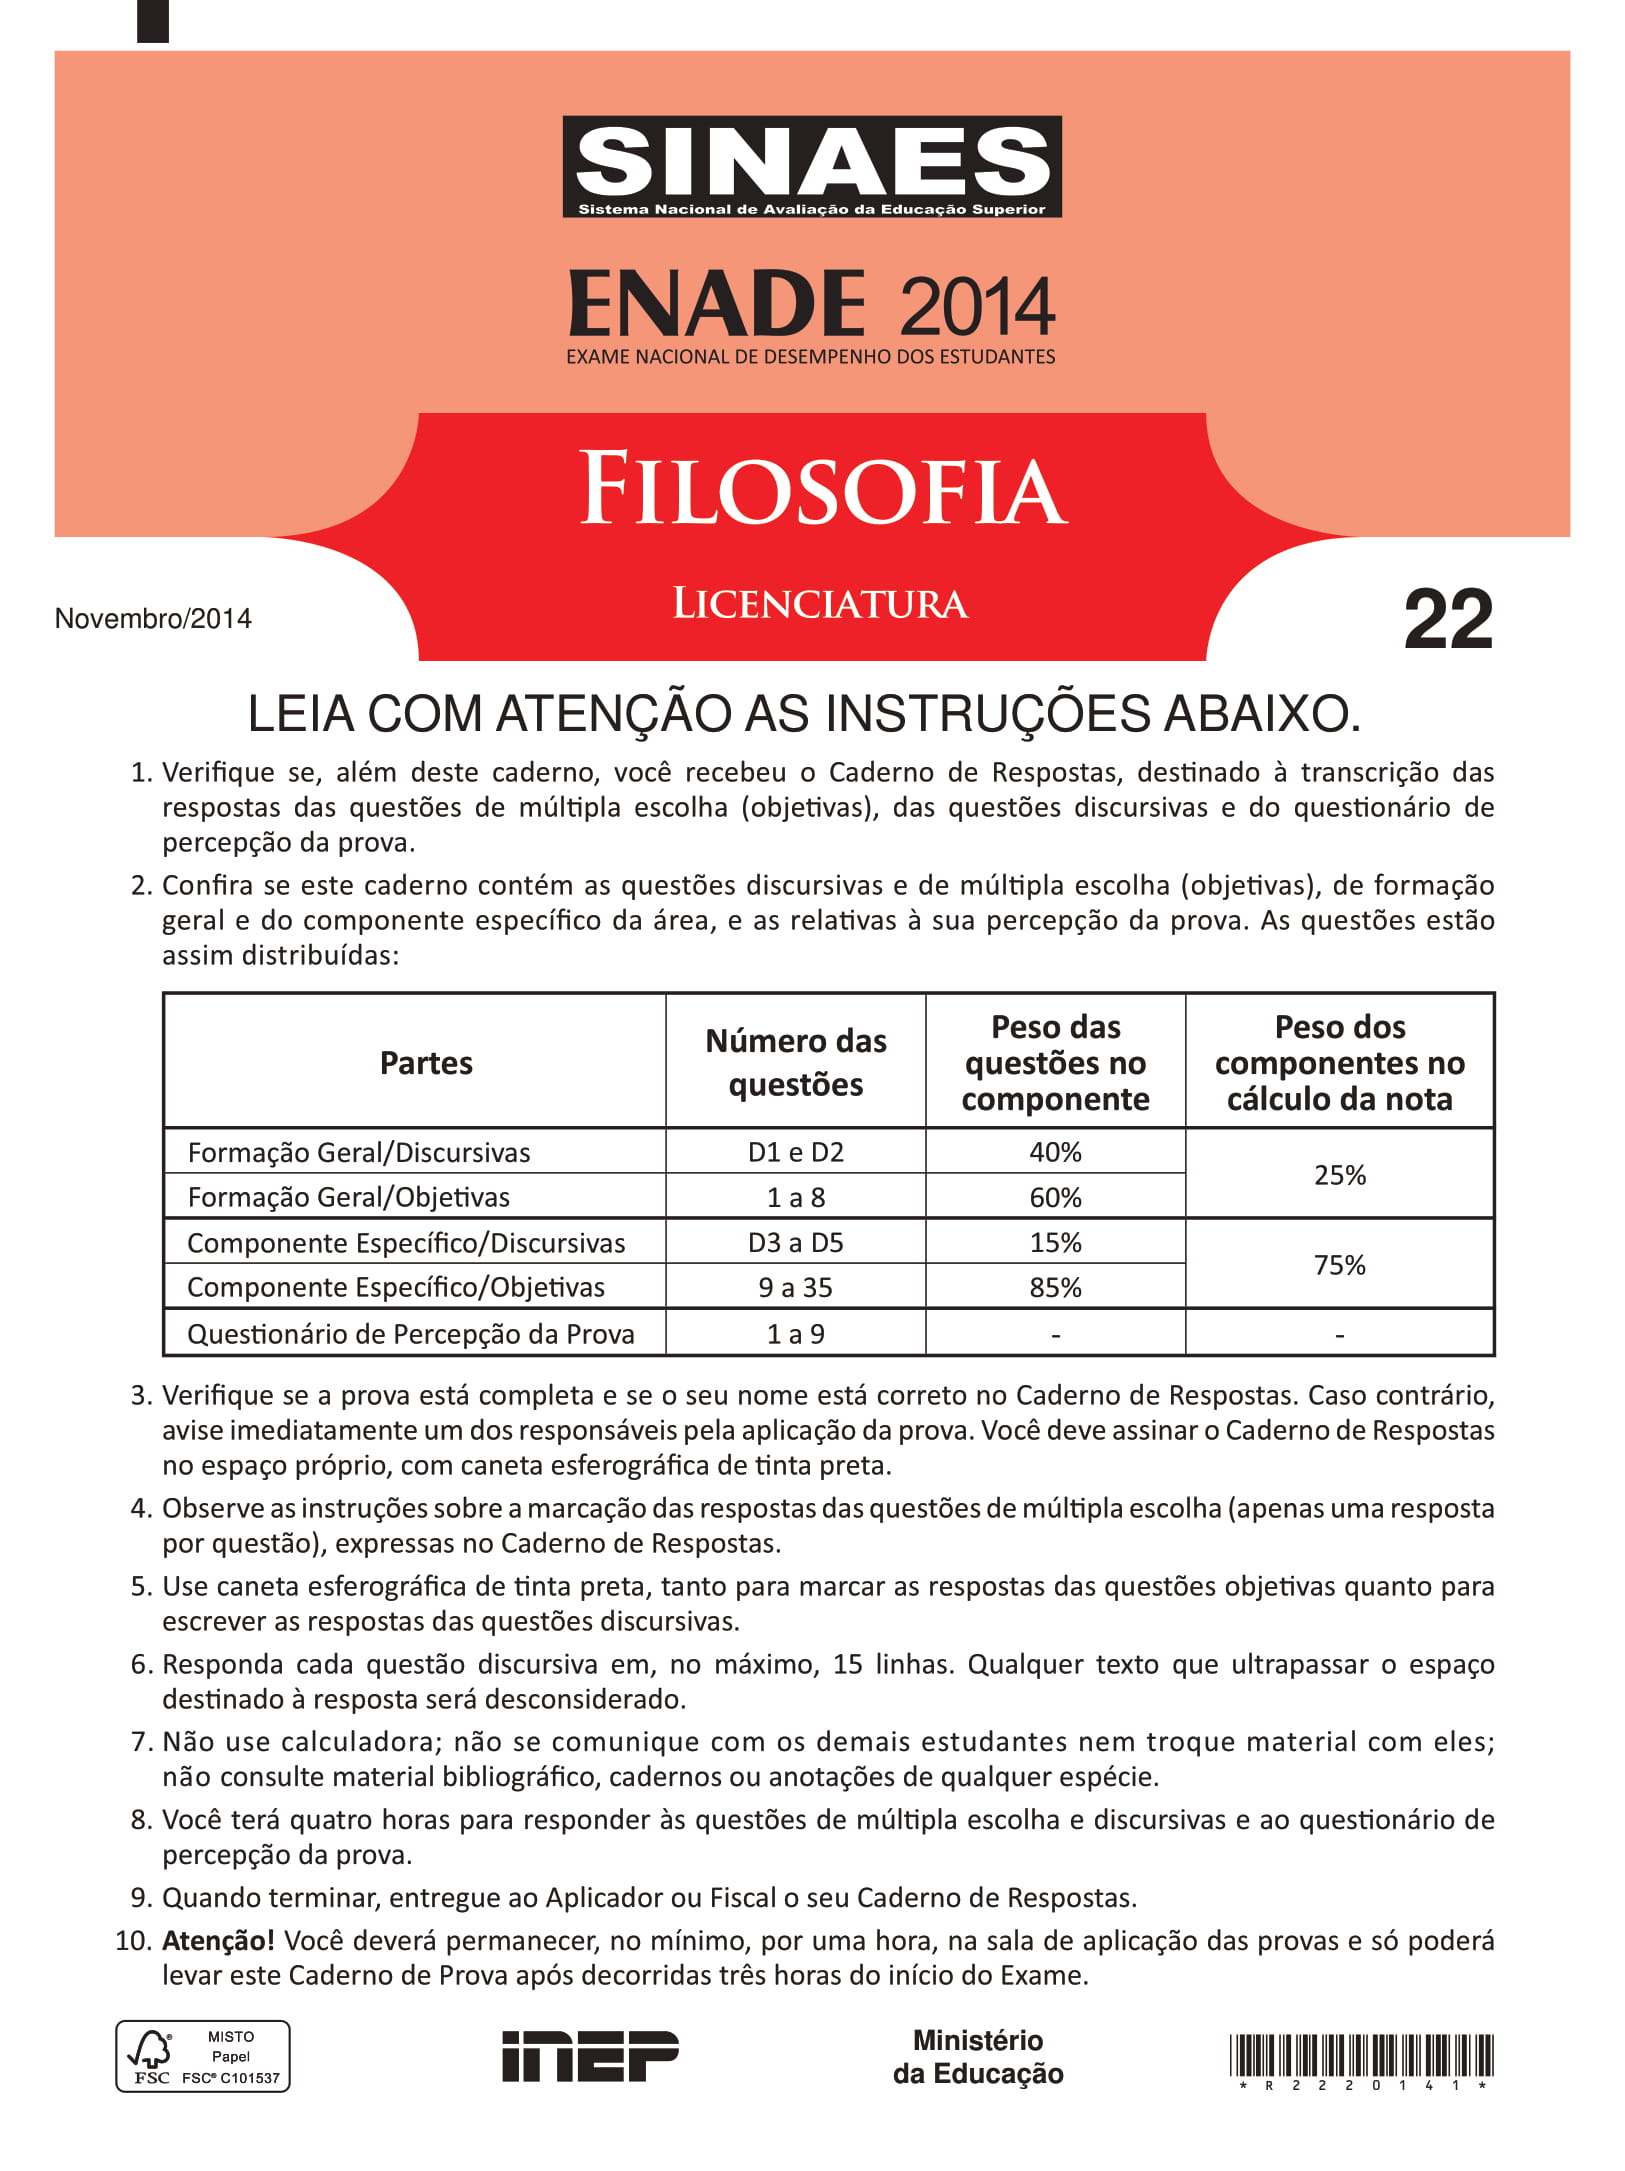 SINAES
Sistema Nacional de Avaliação da Educação Superior
ENADE 2014
EXAME NACIONAL DE DESEMPENHO DOS ESTUDANTES
FILOSOFIA
LICENCIATURA
Novembro/2014
22
LEIA COM ATENÇÃO AS INSTRUÇÕES ABAIXO.
1. Verifique se, além deste caderno, você recebeu o Caderno de Respostas, destinado à transcrição das
respostas das questões de múltipla escolha (objetivas), das questões discursivas e do questionário de
percepção da prova.
2. Confira se este caderno contém as questões discursivas e de múltipla escolha (objetivas), de formação
geral e do componente específico da área, e as relativas à sua percepção da prova. As questões estão
assim distribuídas:
Partes
Número das
questões
Peso das
questões no
componente
Peso dos
componentes no
cálculo da nota
Formação Geral/Discursivas D1 e D2 40%
25%
Formação Geral/Objetivas 1 a 8 60%
Componente Específico/Discursivas D3 a D5 15%
75%
Componente Específico/Objetivas 9 a 35 85%
Questionário de Percepção da Prova 1 a 9 - -
3. Verifique se a prova está completa e se o seu nome está correto no Caderno de Respostas. Caso contrário,
avise imediatamente um dos responsáveis pela aplicação da prova. Você deve assinar o Caderno de Respostas
no espaço próprio, com caneta esferográfica de tinta preta.
4. Observe as instruções sobre a marcação das respostas das questões de múltipla escolha (apenas uma resposta
por questão), expressas no Caderno de Respostas.
5. Use caneta esferográfica de tinta preta, tanto para marcar as respostas das questões objetivas quanto para
escrever as respostas das questões discursivas.
6. Responda cada questão discursiva em, no máximo, 15 linhas. Qualquer texto que ultrapassar o espaço
destinado à resposta será desconsiderado.
7. Não use calculadora; não se comunique com os demais estudantes nem troque material com eles;
não consulte material bibliográfico, cadernos ou anotações de qualquer espécie.
8. Você terá quatro horas para responder às questões de múltipla escolha e discursivas e ao questionário de
percepção da prova.
9. Quando terminar, entregue ao Aplicador ou Fiscal o seu Caderno de Respostas.
10. Atenção! Você deverá permanecer, no mínimo, por uma hora, na sala de aplicação das provas e só poderá
levar este Caderno de Prova após decorridas três horas do início do Exame.
MISTO
Papel
FSC® C101537
FSC
®
INEP
Ministério
da Educação
* R 2 2 2 0 1 4 1 *